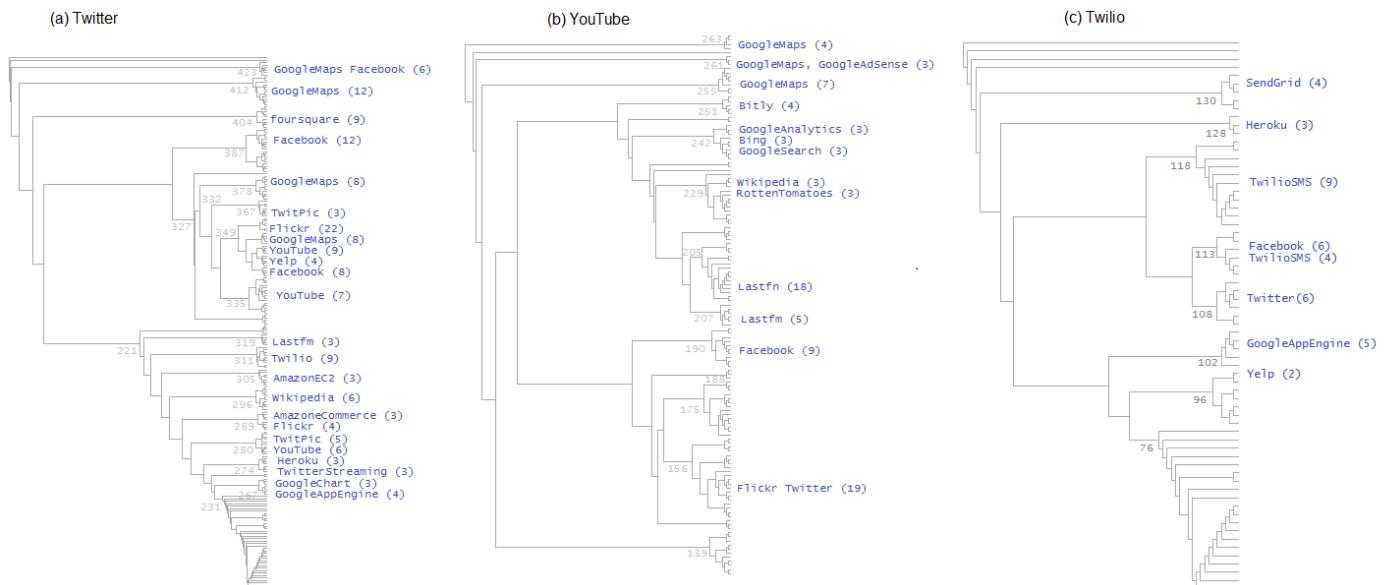 (a) Twitter
423
GoogleMaps Facebook (6)
412
GoogleMaps (12)
404
foursquare (9)
387
Facebook (12)
378
GoogleMaps (8)
332
367
TwitPic (3)
327
349
Flickr (22)
GoogleMaps (8)
YouTube (9)
Yelp (4)
Facebook (8)
335
YouTube (7)
221
319
Lastfm (3)
311
Twilio (9)
305
AmazonEC2 (3)
296
Wikipedia (6)
AmazoneCommerce (3)
289
Flickr (4)
TwitPic (5)
280
YouTube (6)
Heroku (3)
274
TwitterStreaming (3)
GoogleChart (3)
267
GoogleAppEngine (4)
231
(b) YouTube
263
GoogleMaps (4)
261
GoogleMaps, GoogleAdSense (3)
255
GoogleMaps (7)
251
Bitly (4)
GoogleAnalytics (3)
242
Bing (3)
GoogleSearch (3)
Wikipedia (3)
229
RottenTomatoes (3)
205
Lastfn (18)
207
Lastfm (5)
190
Facebook (9)
188
175
156
Flickr Twitter (19)
139
(c) Twilio
SendGrid (4)
130
Heroku (3)
128
118
TwilioSMS (9)
Facebook (6)
113
TwilioSMS (4)
Twitter(6)
108
GoogleAppEngine (5)
102
Yelp (2)
96
76